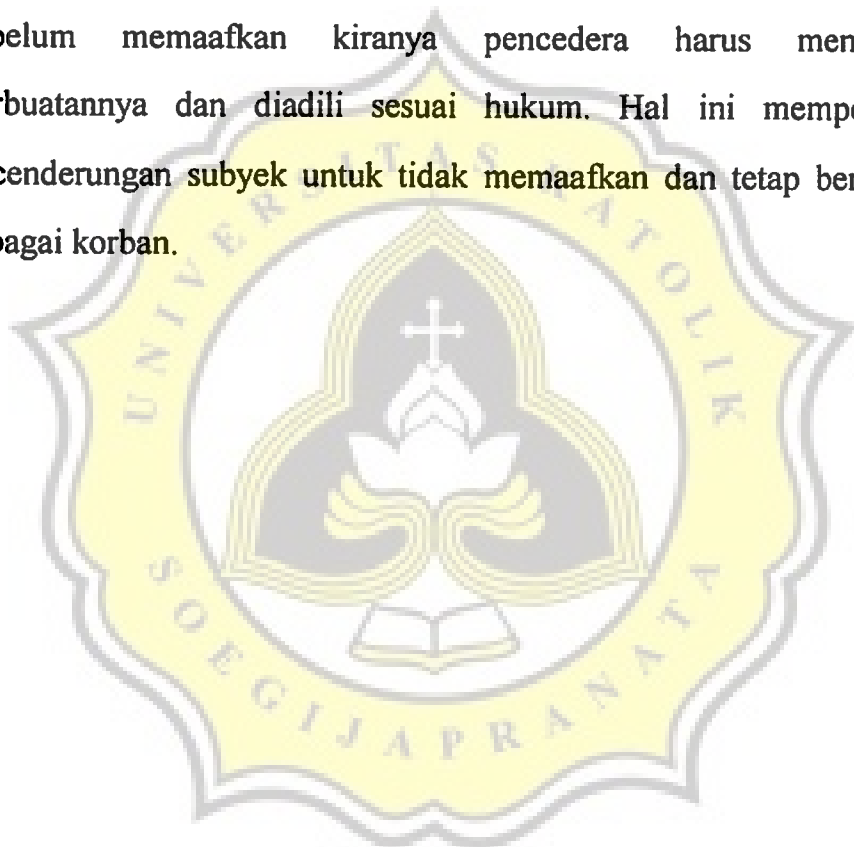 belum memaafkan kiranya pencedera harus men
rbuatannya dan diadili sesuai hukum. Hal ini mempe
cenderungan subyek untuk tidak memaafkan dan tetap ber
bagai korban.
UNIVERSITAS KATOLIK
SOEGIJAPRANATA